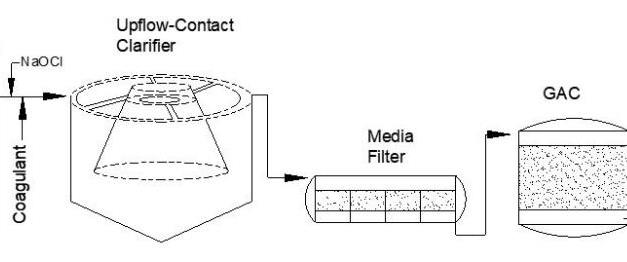 Upflow-Contact
Clarifier
NaOCl
Coagulant
Media
Filter
GAC